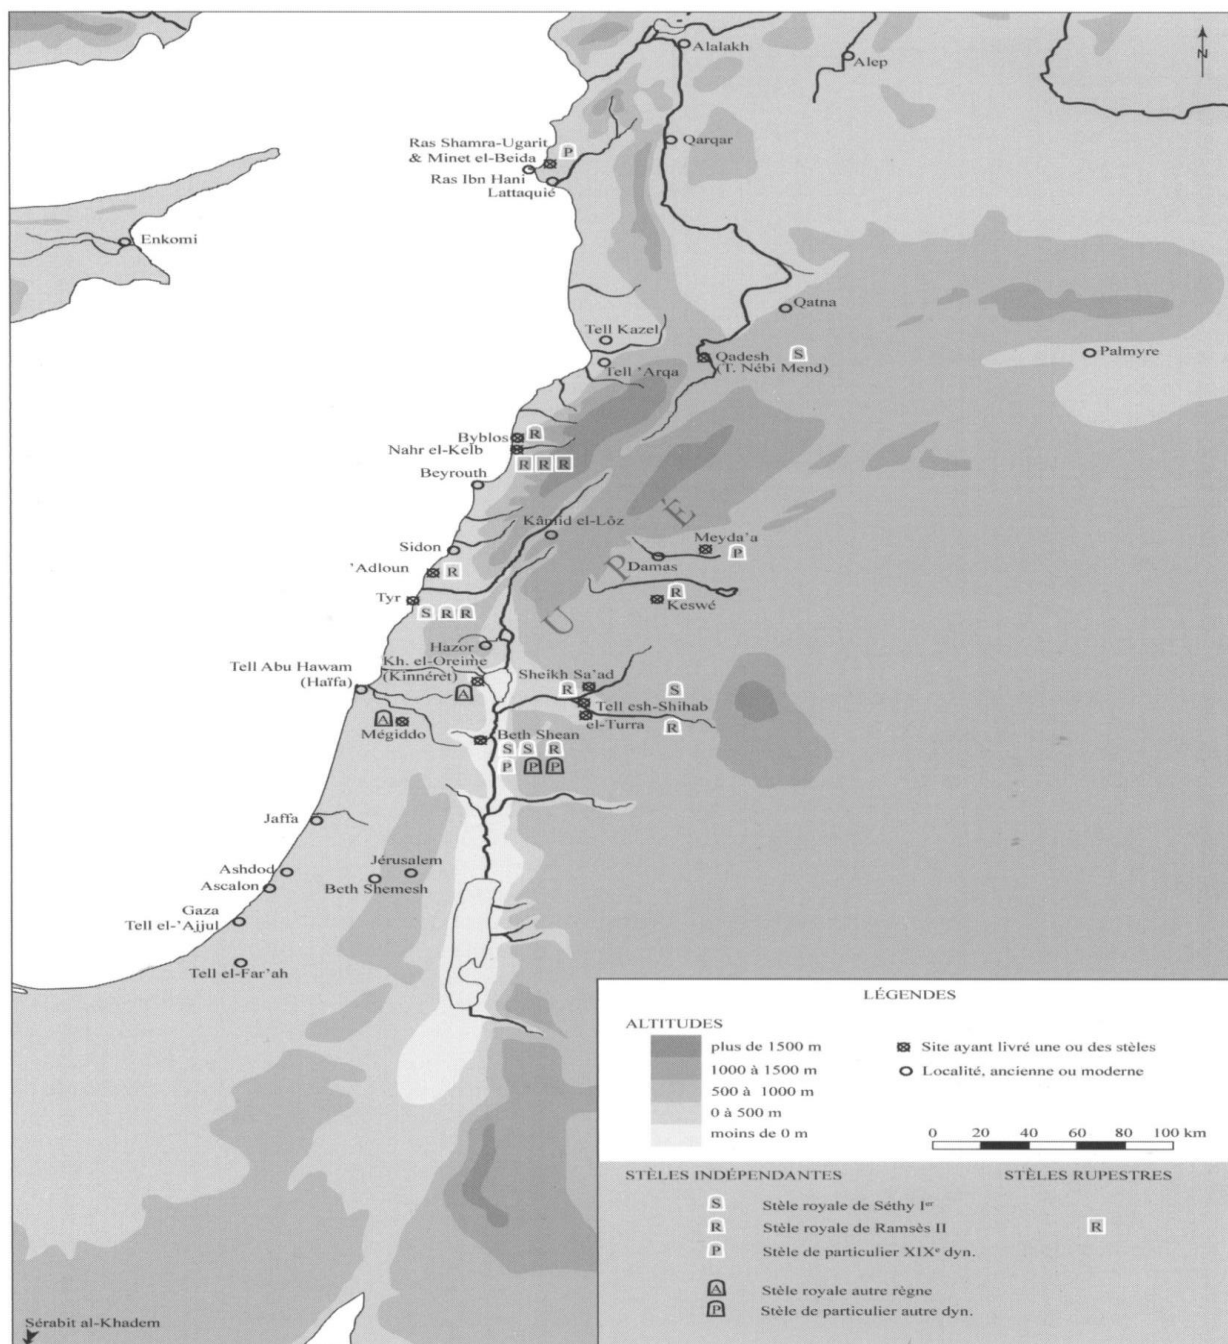 N
Alalakh
Alep
Ras Shamra-Ugarit
& Minet el-Beida
P
Qarqar
Ras Ibn Hani
Lattaquié
Enkomi
Qatna
Tell Kazel
Palmyre
Qadesh
S
(T. Nébi Mend)
Tell 'Arqa
Byblos
R
Nahr el-Kelb
R R R
Beyrouth
UPÉ
Kâmid el-Lôz
Meyda'a
P
Sidon
Damas
'Adloun
R
R
Keswé
Tyr
S R R
Hazor
Kh. el-Oreime
(Kinnérèt)
A
Tell Abu Hawam
(Haïfa)
Sheikh Sa'ad
R
S
Tell esh-Shihab
el-Turra
R
A
Mégiddo
Beth Shean
S S R
P P P
Jaffa
Jérusalem
Ashdod
Beth Shemesh
Ascalon
Gaza
Tell el-'Ajjul
Tell el-Far'ah
LÉGENDES
ALTITUDES
plus de 1500 m
1000 à 1500 m
500 à 1000 m
0 à 500 m
moins de 0 m
Site ayant livré une ou des stèles
Localité, ancienne ou moderne
0 20 40 60 80 100 km
STÈLES INDÉPENDANTES
STÈLES RUPESTRES
S Stèle royale de Séthy Ier
R Stèle royale de Ramsès II
R
P Stèle de particulier XIXe dyn.
A Stèle royale autre règne
P Stèle de particulier autre dyn.
Sérabit al-Khadem